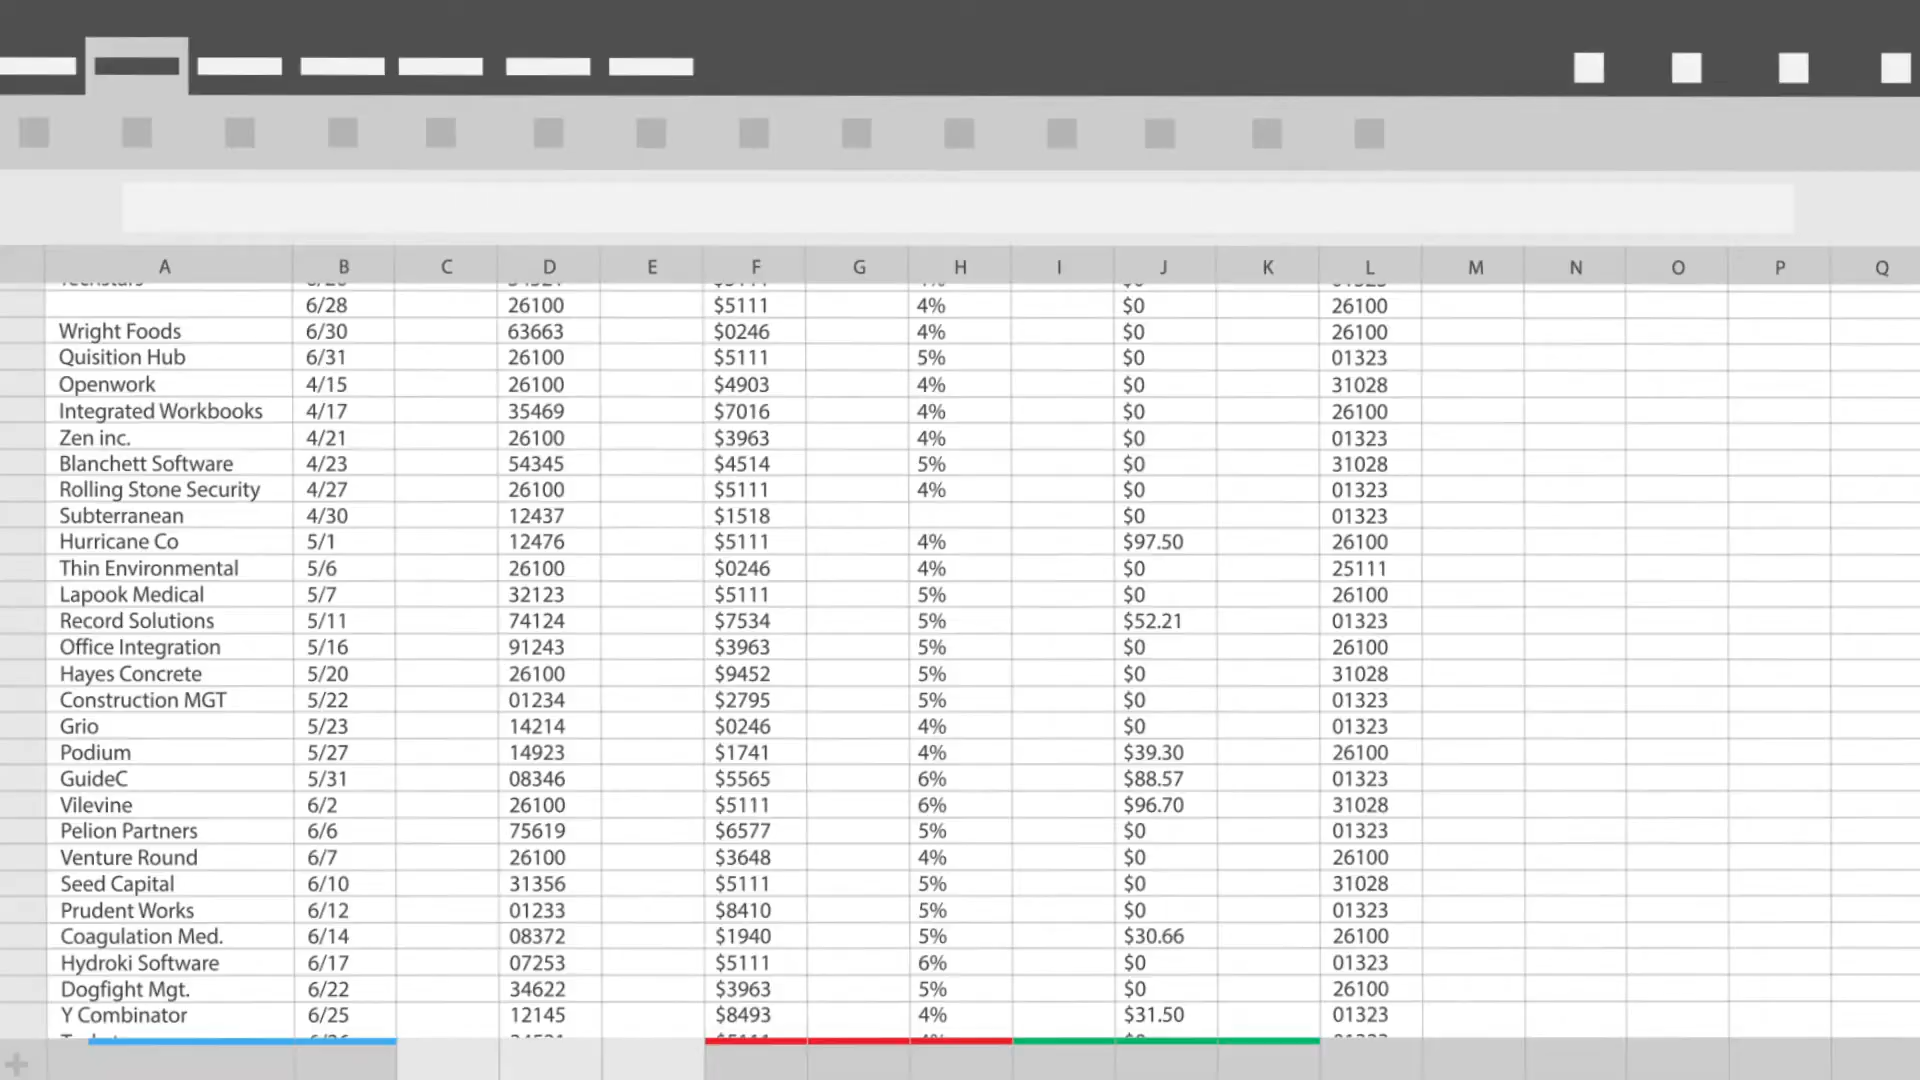 A B C D E F G H I J K L M N O P Q
6/28 26100 $5111 4% $0 26100
Wright Foods 6/30 63663 $0246 4% $0 26100
Quisition Hub 6/31 26100 $5111 5% $0 01323
Openwork 4/15 26100 $4903 4% $0 31028
Integrated Workbooks 4/17 35469 $7016 4% $0 26100
Zen inc. 4/21 26100 $3963 4% $0 01323
Blanchett Software 4/23 54345 $4514 5% $0 31028
Rolling Stone Security 4/27 26100 $5111 4% $0 01323
Subterranean 4/30 12437 $1518 $0 01323
Hurricane Co 5/1 12476 $5111 4% $97.50 26100
Thin Environmental 5/6 26100 $0246 4% $0 25111
Lapook Medical 5/7 32123 $5111 5% $0 26100
Record Solutions 5/11 74124 $7534 5% $52.21 01323
Office Integration 5/16 91243 $3963 5% $0 26100
Hayes Concrete 5/20 26100 $9452 5% $0 31028
Construction MGT 5/22 01234 $2795 5% $0 01323
Grio 5/23 14214 $0246 4% $0 01323
Podium 5/27 14923 $1741 4% $39.30 26100
GuideC 5/31 08346 $5565 6% $88.57 01323
Vilevine 6/2 26100 $5111 6% $96.70 31028
Pelion Partners 6/6 75619 $6577 5% $0 01323
Venture Round 6/7 26100 $3648 4% $0 26100
Seed Capital 6/10 31356 $5111 5% $0 31028
Prudent Works 6/12 01233 $8410 5% $0 01323
Coagulation Med. 6/14 08372 $1940 5% $30.66 26100
Hydroki Software 6/17 07253 $5111 6% $0 01323
Dogfight Mgt. 6/22 34622 $3963 5% $0 26100
Y Combinator 6/25 12145 $8493 4% $31.50 01323